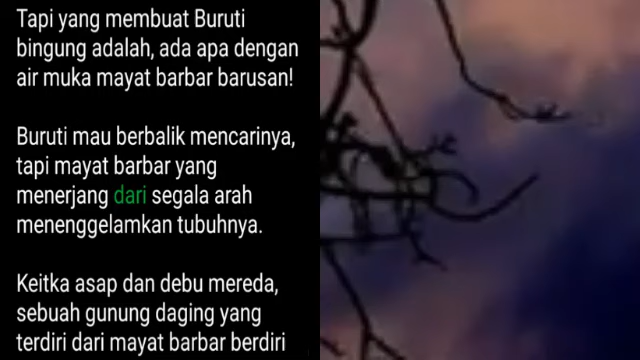 Tapi yang membuat Buruti
bingung adalah, ada apa dengan
air muka mayat barbar barusan!
Buruti mau berbalik mencarinya,
tapi mayat barbar yang
menerjang dari segala arah
menenggelamkan tubuhnya.
Keitka asap dan debu mereda,
sebuah gunung daging yang
terdiri dari mayat barbar berdiri